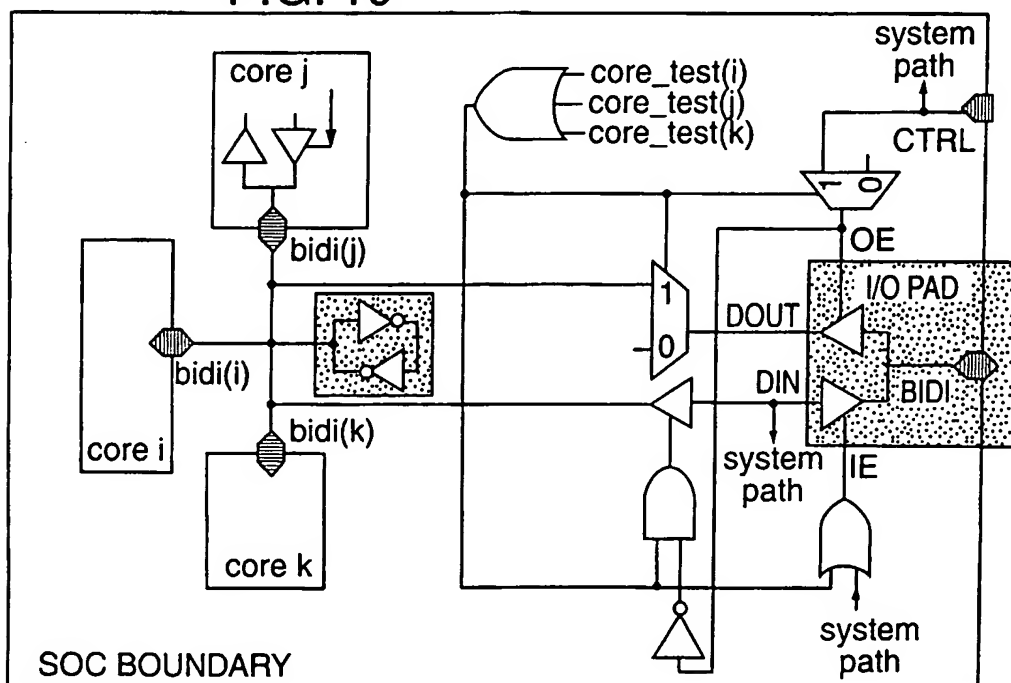 core j
core_test(i)
core_test(j)
core_test(k)
system
path
CTRL
1
0
OE
bidi(j)
I/O PAD
1
DOUT
0
bidi(i)
DIN
BIDI
bidi(k)
core i
system
path
IE
core k
system
path
SOC BOUNDARY